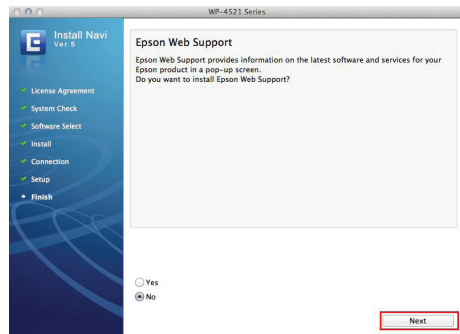 WP-4521 Series
E
Install Navi
Ver.5
License Agreement
System Check
Software Select
Install
Connection
Setup
Finish
Epson Web Support
Epson Web Support provides information on the latest software and services for your
Epson product in a pop-up screen.
Do you want to install Epson Web Support?
Yes
No
Next